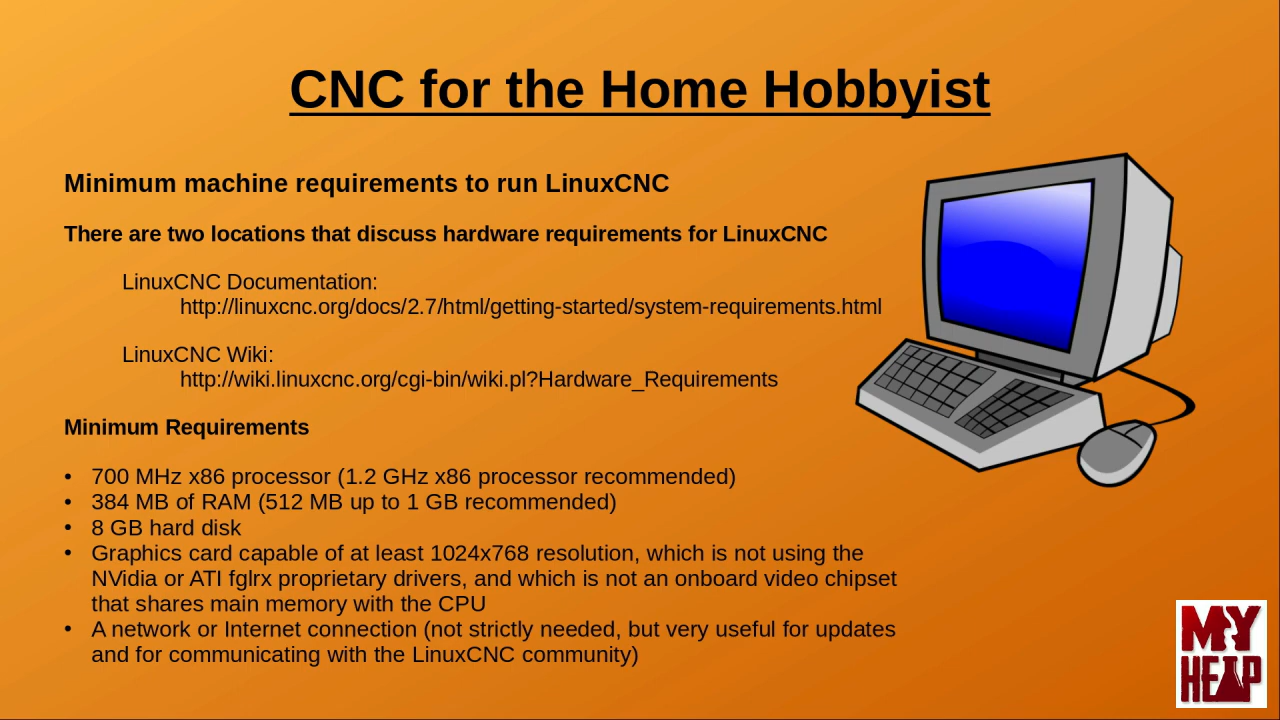 CNC for the Home Hobbyist
Minimum machine requirements to run LinuxCNC
There are two locations that discuss hardware requirements for LinuxCNC
LinuxCNC Documentation:
http://linuxcnc.org/docs/2.7/html/getting-started/system-requirements.html
LinuxCNC Wiki:
http://wiki.linuxcnc.org/cgi-bin/wiki.pl?Hardware_Requirements
Minimum Requirements
• 700 MHz x86 processor (1.2 GHz x86 processor recommended)
• 384 MB of RAM (512 MB up to 1 GB recommended)
• 8 GB hard disk
• Graphics card capable of at least 1024x768 resolution, which is not using the
NVidia or ATI fglrx proprietary drivers, and which is not an onboard video chipset
that shares main memory with the CPU
• A network or Internet connection (not strictly needed, but very useful for updates
and for communicating with the LinuxCNC community)
MY
HEAP